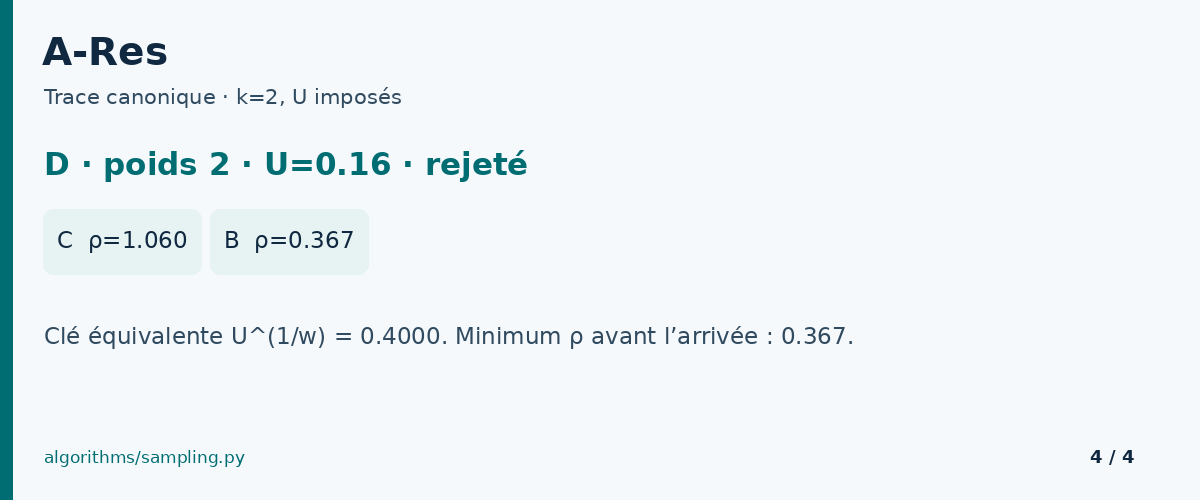 A-Res
Trace canonique · k=2, U imposés
D · poids 2 · U=0.16 · rejeté
C  ρ=1.060  B  ρ=0.367
Clé équivalente U^(1/w) = 0.4000. Minimum ρ avant l’arrivée : 0.367.
algorithms/sampling.py  4 / 4